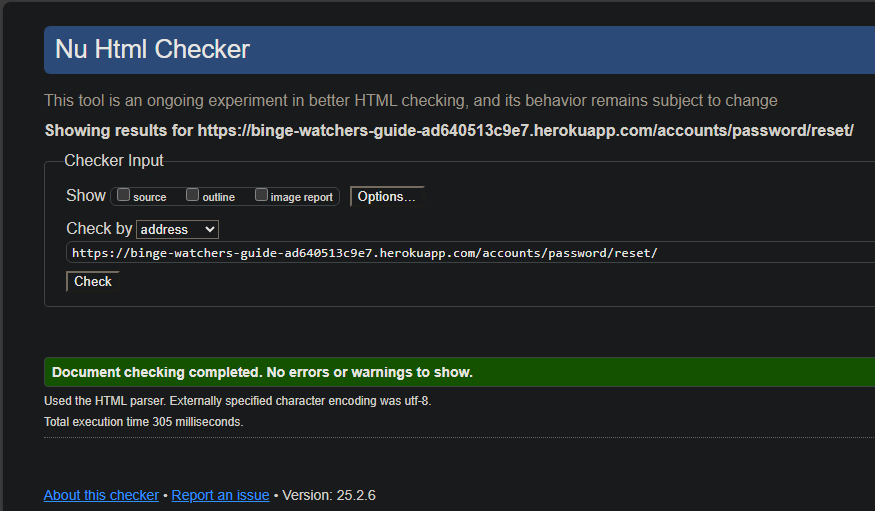 Nu Html Checker
This tool is an ongoing experiment in better HTML checking, and its behavior remains subject to change
Showing results for https://binge-watchers-guide-ad640513c9e7.herokuapp.com/accounts/password/reset/
Checker Input
Show source outline image report Options...
Check by address
https://binge-watchers-guide-ad640513c9e7.herokuapp.com/accounts/password/reset/
Check
Document checking completed. No errors or warnings to show.
Used the HTML parser. Externally specified character encoding was utf-8.
Total execution time 305 milliseconds.
About this checker • Report an issue • Version: 25.2.6